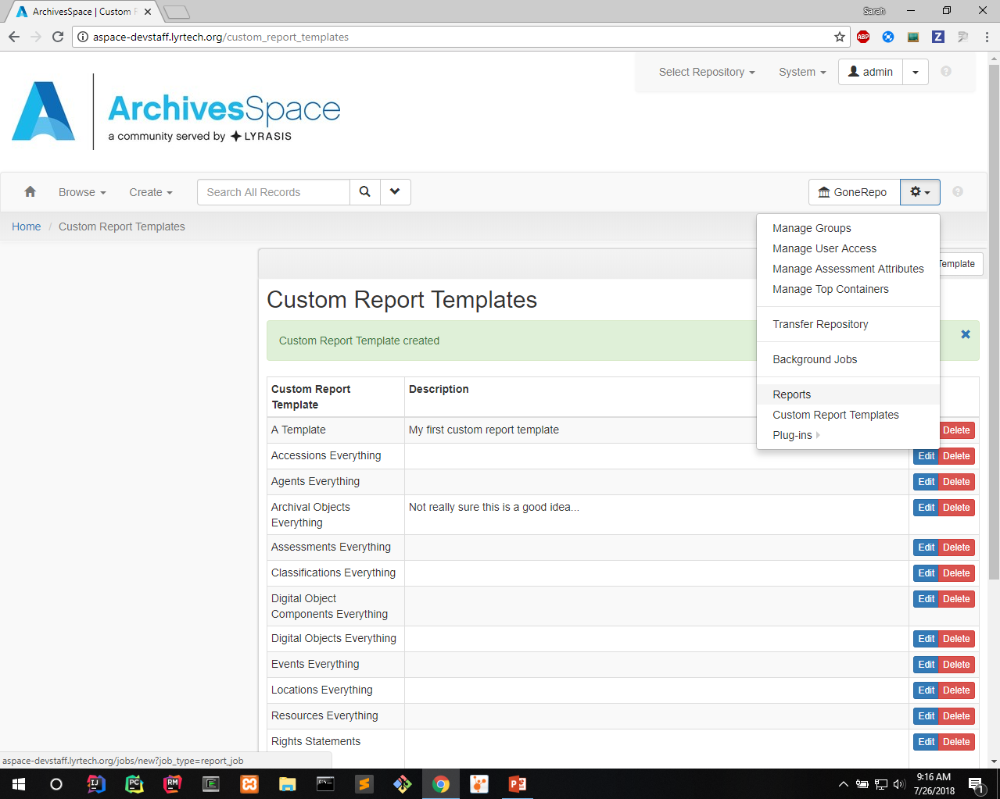 ArchivesSpace | Custom R
Sarah
aspace-devstaff.lyrtech.org/custom_report_templates
ABP
Z
Select Repository
System
admin
ArchivesSpace
a community served by LYRASIS
Browse
Create
Search All Records
GoneRepo
Home / Custom Report Templates
Manage Groups
Manage User Access
Manage Assessment Attributes
Manage Top Containers
Transfer Repository
Background Jobs
Reports
Custom Report Templates
Plug-ins
Template
Custom Report Templates
Custom Report Template created
Custom Report Template
Description
A Template
My first custom report template
Delete
Accessions Everything
Edit Delete
Agents Everything
Edit Delete
Archival Objects Everything
Not really sure this is a good idea...
Edit Delete
Assessments Everything
Edit Delete
Classifications Everything
Edit Delete
Digital Object Components Everything
Edit Delete
Digital Objects Everything
Edit Delete
Events Everything
Edit Delete
Locations Everything
Edit Delete
Resources Everything
Edit Delete
Rights Statements
Edit Delete
aspace-devstaff.lyrtech.org/jobs/new?job_type=report_job
9:16 AM
7/26/2018
1